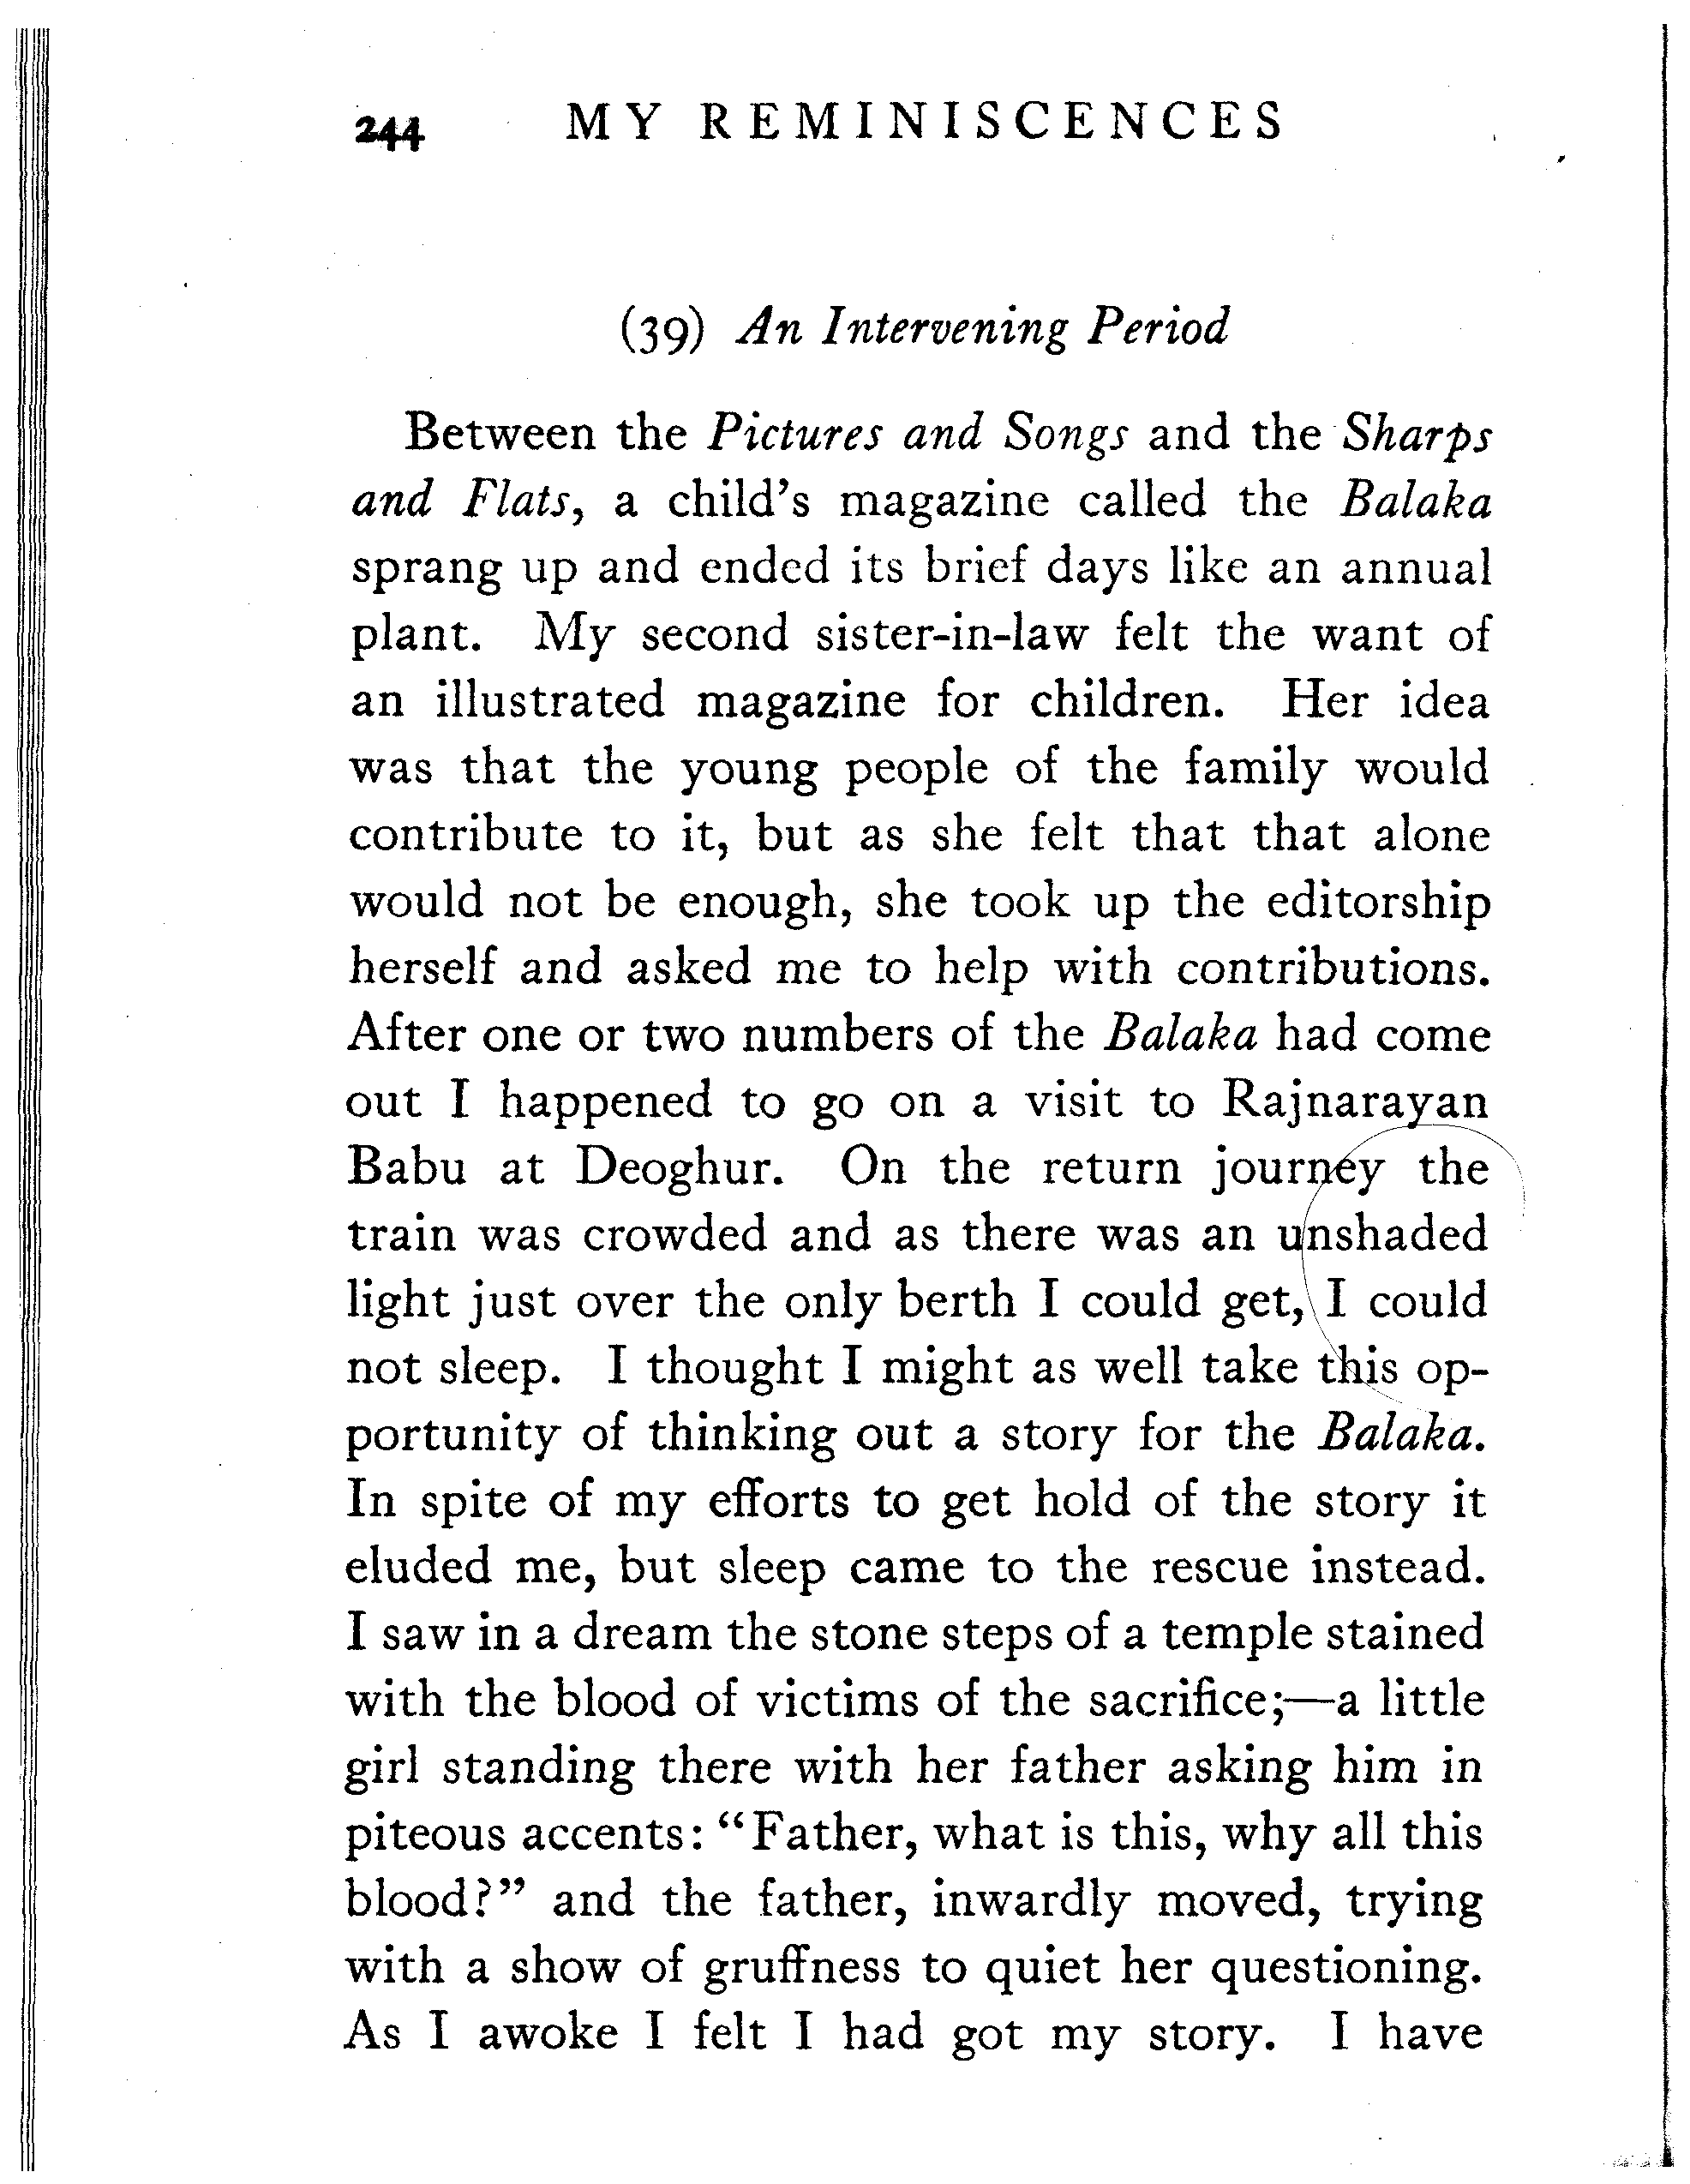 244 MY REMINISCENCES
(39) An Intervening Period
Between the Pictures and Songs and the Sharps
and Flats, a child's magazine called the Balaka
sprang up and ended its brief days like an annual
plant. My second sister-in-law felt the want of
an illustrated magazine for children. Her idea
was that the young people of the family would
contribute to it, but as she felt that that alone
would not be enough, she took up the editorship
herself and asked me to help with contributions.
After one or two numbers of the Balaka had come
out I happened to go on a visit to Rajnarayan
Babu at Deoghur. On the return journey the
train was crowded and as there was an unshaded
light just over the only berth I could get, I could
not sleep. I thought I might as well take this op-
portunity of thinking out a story for the Balaka.
In spite of my efforts to get hold of the story it
eluded me, but sleep came to the rescue instead.
I saw in a dream the stone steps of a temple stained
with the blood of victims of the sacrifice;—a little
girl standing there with her father asking him in
piteous accents: "Father, what is this, why all this
blood?" and the father, inwardly moved, trying
with a show of gruffness to quiet her questioning.
As I awoke I felt I had got my story. I have